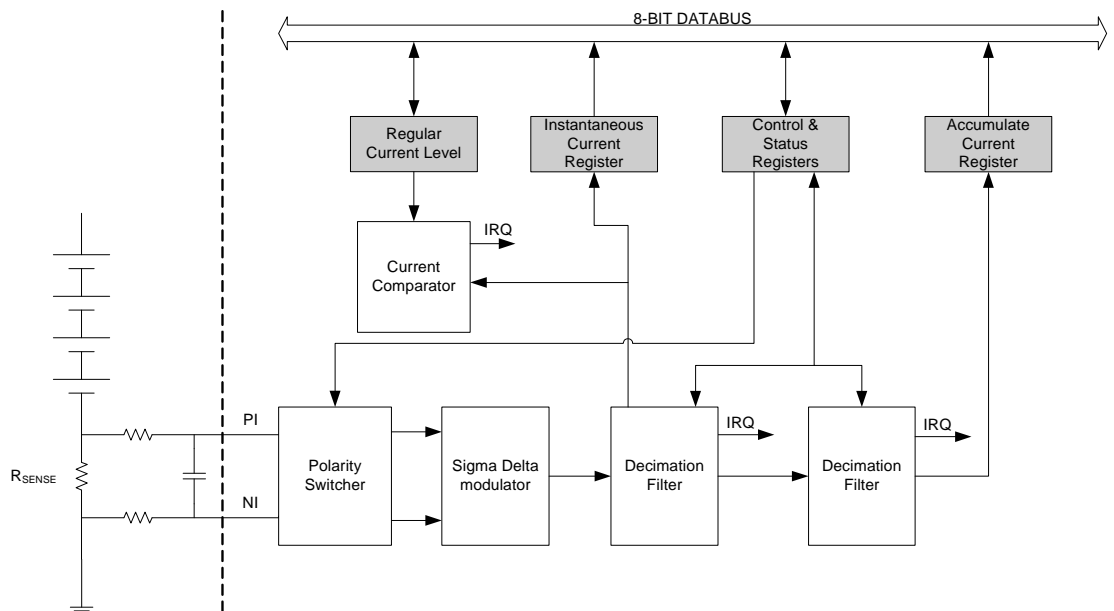 8-BIT DATABUS
Regular
Current Level
Instantaneous
Current
Register
Control &
Status
Registers
Accumulate
Current
Register
IRQ
Current
Comparator
PI
IRQ
IRQ
RSENSE
Polarity
Switcher
Sigma Delta
modulator
Decimation
Filter
Decimation
Filter
NI